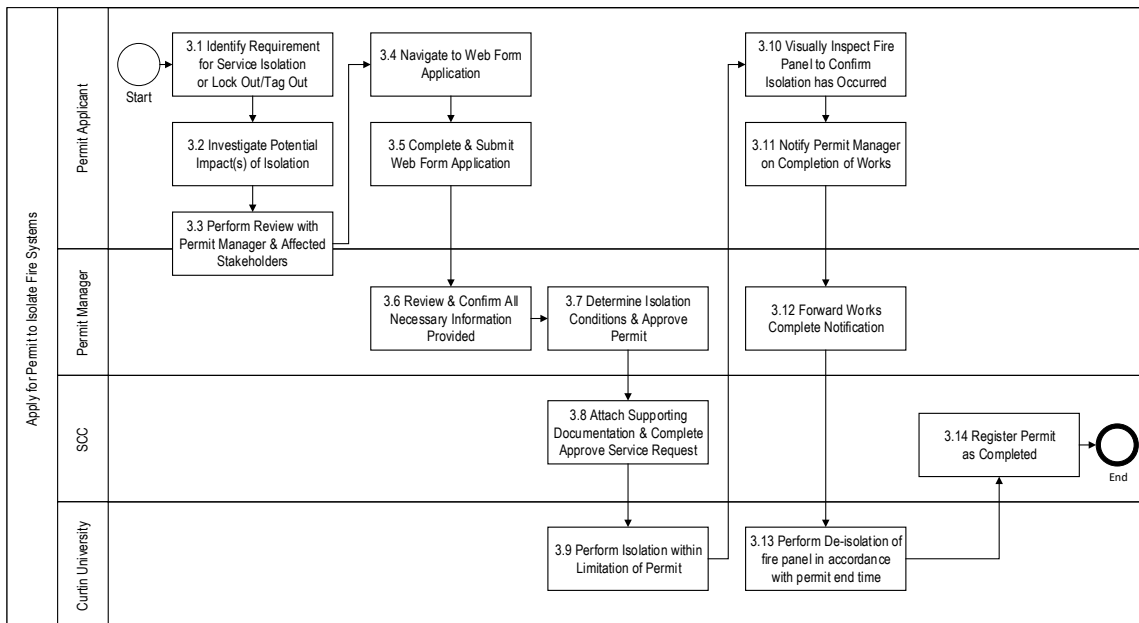 Apply for Permit to Isolate Fire Systems
Permit Applicant
Start
3.1 Identify Requirement
for Service Isolation
or Lock Out/Tag Out
3.2 Investigate Potential
Impact(s) of Isolation
3.3 Perform Review with
Permit Manager & Affected
Stakeholders
3.4 Navigate to Web Form
Application
3.5 Complete & Submit
Web Form Application
3.10 Visually Inspect Fire
Panel to Confirm
Isolation has Occurred
3.11 Notify Permit Manager
on Completion of Works
Permit Manager
3.6 Review & Confirm All
Necessary Information
Provided
3.7 Determine Isolation
Conditions & Approve
Permit
3.12 Forward Works
Complete Notification
SCC
3.8 Attach Supporting
Documentation & Complete
Approve Service Request
3.14 Register Permit
as Completed
End
Curtin University
3.9 Perform Isolation within
Limitation of Permit
3.13 Perform De-isolation of
fire panel in accordance
with permit end time